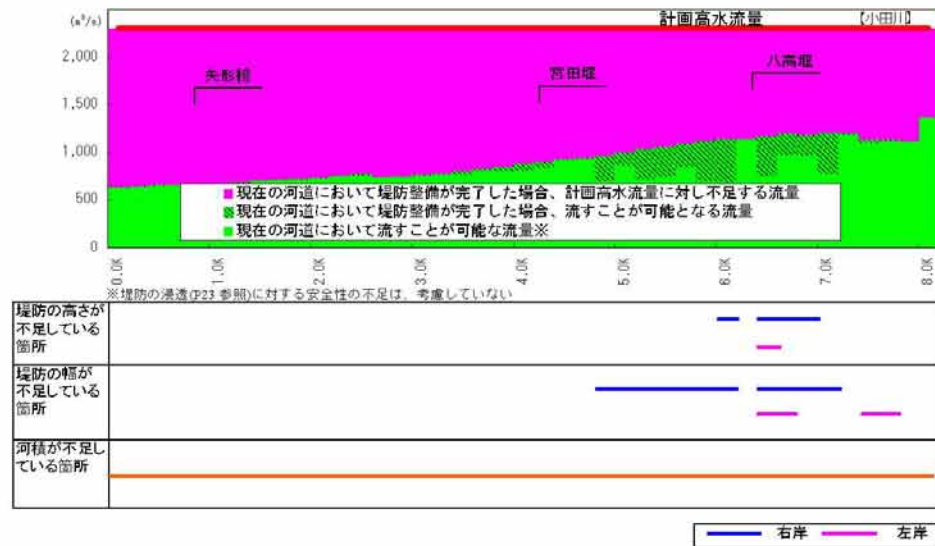 (m³/s)
計画高水流量
【小田川】
2,000
八高堰
宮田堰
矢形橋
1,500
1,000
■現在の河道において堤防整備が完了した場合、計画高水流量に対し不足する流量
500
現在の河道において堤防整備が完了した場合、流すことが可能となる流量
■現在の河道において流すことが可能な流量※
0
0.0K
1.0K
2.0K
3.0K
4.0K
5.0K
6.0K
7.0K
8.0K
※堤防の浸透(P23 参照)に対する安全性の不足は、考慮していない
堤防の高さが
不足している
箇所
堤防の幅が
不足している
箇所
河積が不足し
ている箇所
右岸
左岸